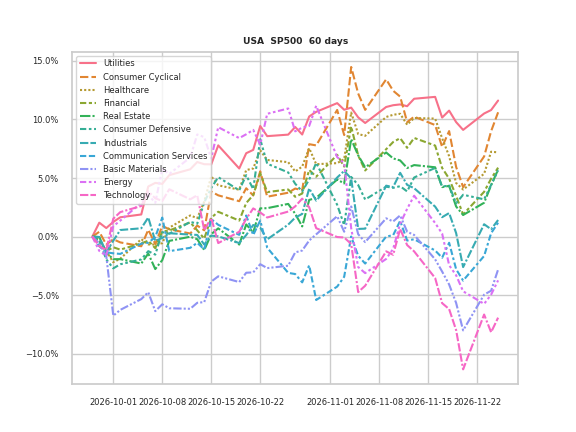 USA  SP500  60 days
15.0%
10.0%
5.0%
0.0%
−5.0%
−10.0%
Utilities
Consumer Cyclical
Healthcare
Financial
Real Estate
Consumer Defensive
Industrials
Communication Services
Basic Materials
Energy
Technology
2026-10-01 2026-10-08 2026-10-15 2026-10-22 2026-11-01 2026-11-08 2026-11-15 2026-11-22